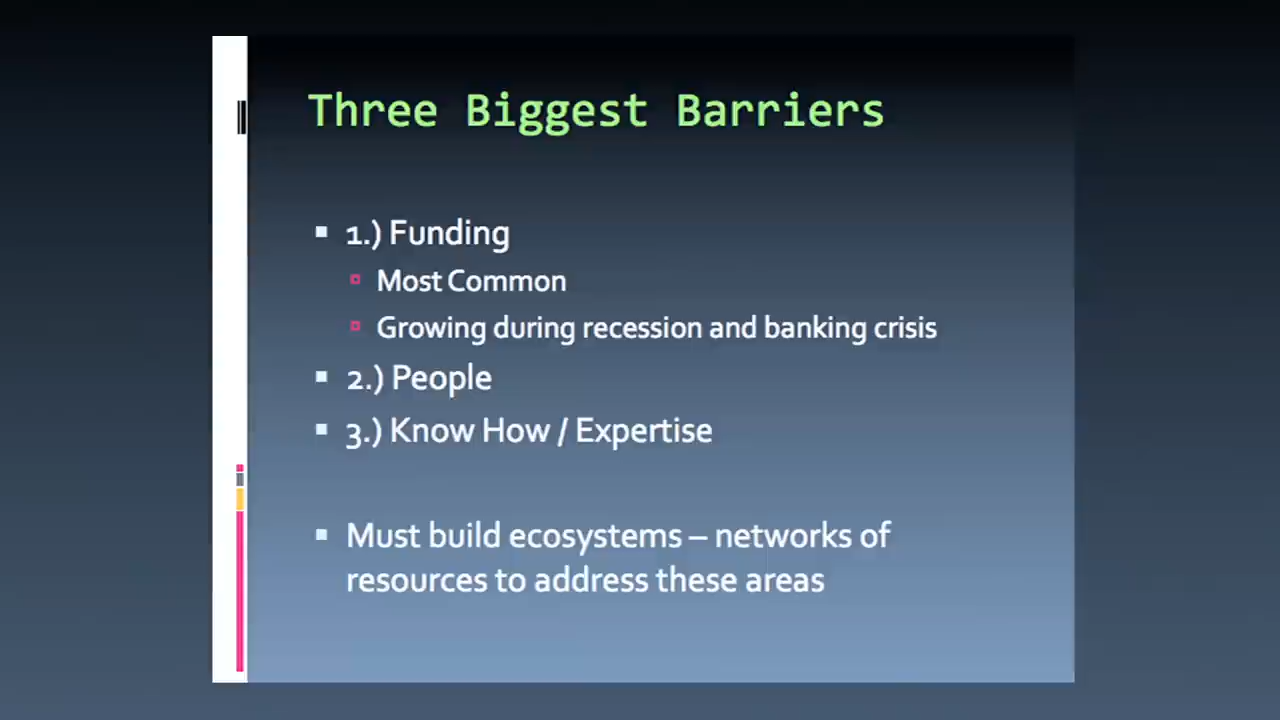 Three Biggest Barriers
1.) Funding
Most Common
Growing during recession and banking crisis
2.) People
3.) Know How / Expertise
Must build ecosystems – networks of
resources to address these areas